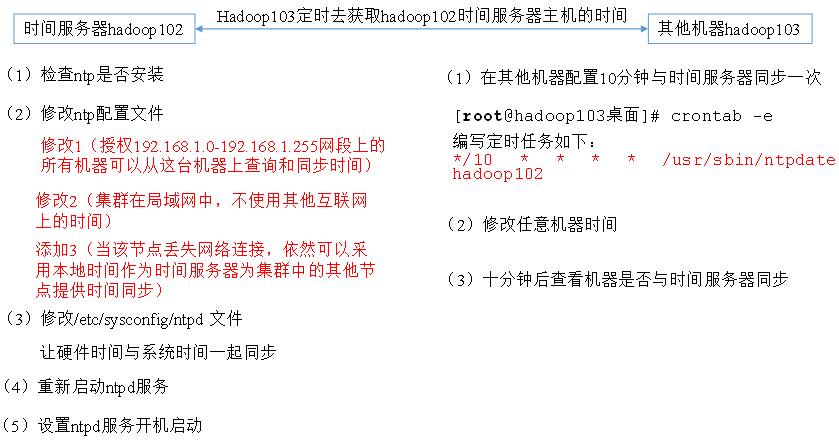 时间服务器hadoop102
Hadoop103定时去获取hadoop102时间服务器主机的时间
其他机器hadoop103
（1）检查ntp是否安装
（2）修改ntp配置文件
修改1（授权192.168.1.0-192.168.1.255网段上的
所有机器可以从这台机器上查询和同步时间）
修改2（集群在局域网中，不使用其他互联网
上的时间）
添加3（当该节点丢失网络连接，依然可以采
用本地时间作为时间服务器为集群中的其他节
点提供时间同步）
（3）修改/etc/sysconfig/ntpd 文件
让硬件时间与系统时间一起同步
（4）重新启动ntpd服务
（5）设置ntpd服务开机启动
（1）在其他机器配置10分钟与时间服务器同步一次
[root@hadoop103桌面]# crontab -e
编写定时任务如下：
*/10 * * * * /usr/sbin/ntpdate
hadoop102
（2）修改任意机器时间
（3）十分钟后查看机器是否与时间服务器同步